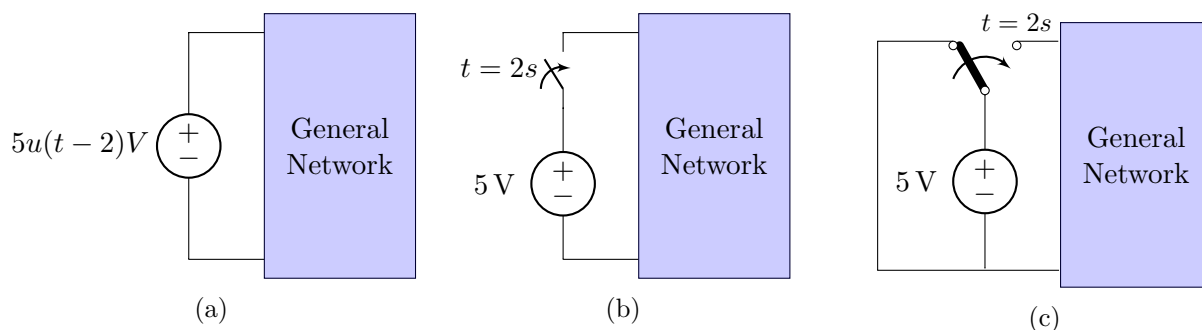 5u(t − 2)V
+
−
General
Network
(a)
t = 2s
5 V
+
−
General
Network
(b)
t = 2s
5 V
+
−
General
Network
(c)